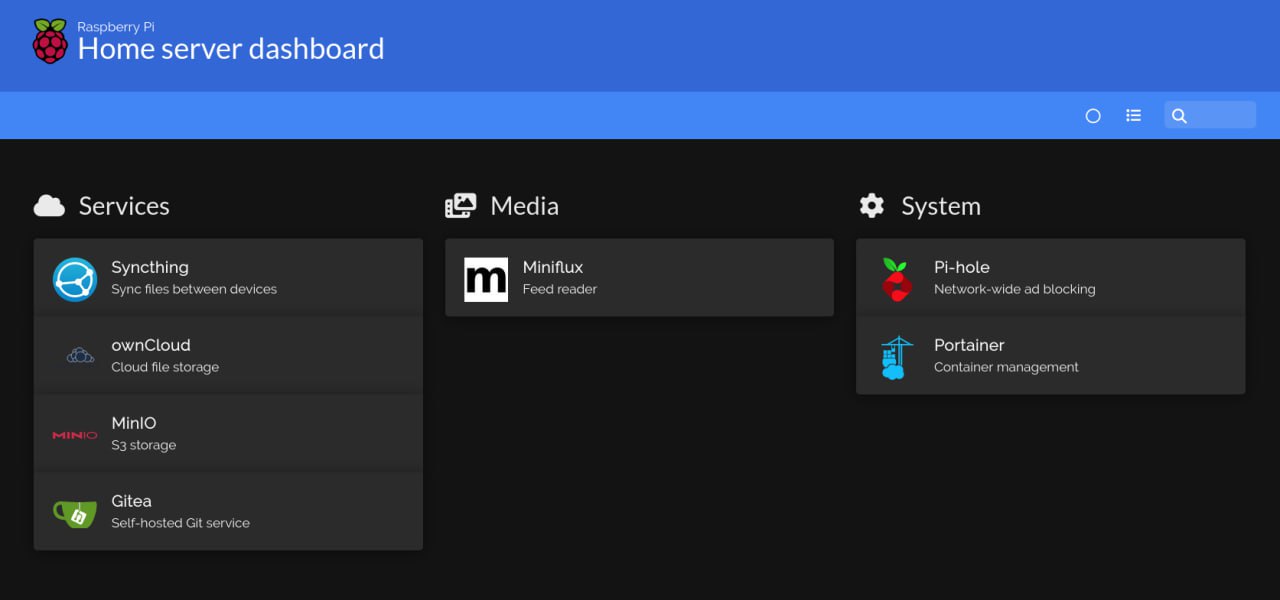 Raspberry Pi
Home server dashboard
Services
Syncthing
Sync files between devices
ownCloud
Cloud file storage
MINIO
MinIO
S3 storage
Gitea
Self-hosted Git service
Media
m
Miniflux
Feed reader
System
Pi-hole
Network-wide ad blocking
Portainer
Container management